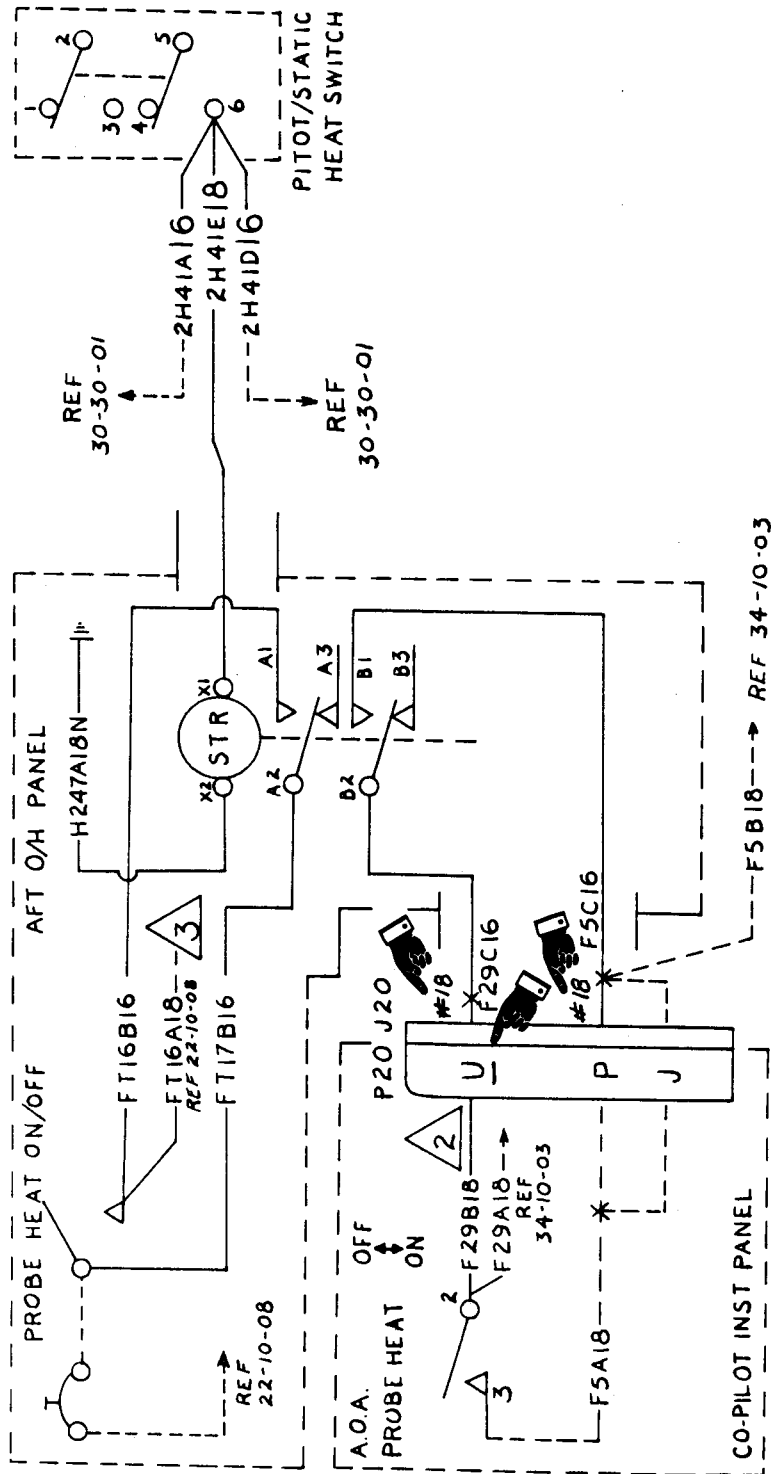 PITOT/STATIC
HEAT SWITCH
1
2
3
4
5
6
2H41A16
2H41E18
2H41D16
REF
30-30-01
REF
30-30-01
AFT O/H PANEL
H247A18N
X2
STR
X1
A1
A2
A3
B1
B2
B3
PROBE HEAT ON/OFF
FT16B16
FT16A18
REF 22-10-08
3
FT17B16
REF
22-10-08
P20 J20
#18
F29C16
#18
F5C16
U
P
J
2
F5B18
REF 34-10-03
A.O.A.
PROBE HEAT
OFF
ON
2
3
F29B18
F29A18
REF
34-10-03
F5A18
CO-PILOT INST PANEL